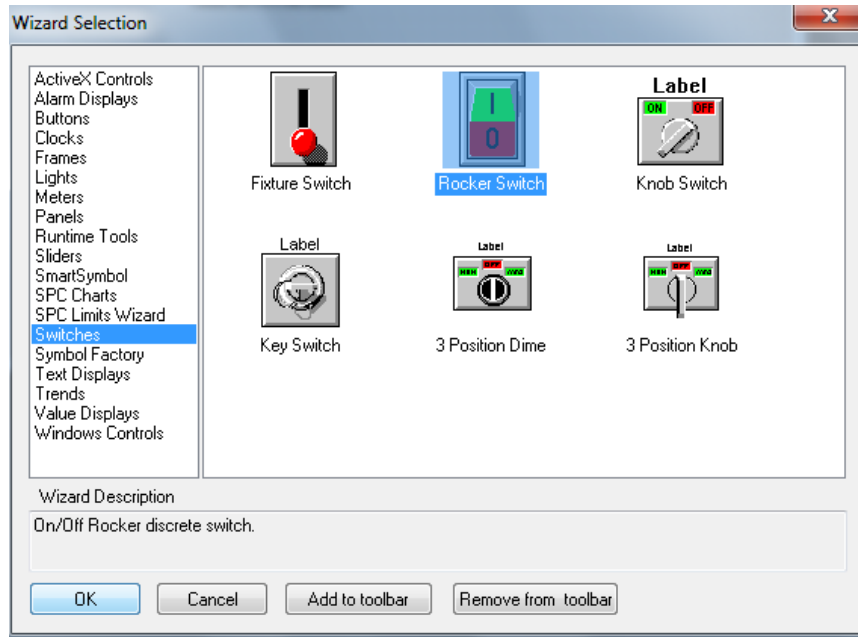 Wizard Selection
ActiveX Controls
Alarm Displays
Buttons
Clocks
Frames
Lights
Meters
Panels
Runtime Tools
Sliders
SmartSymbol
SPC Charts
SPC Limits Wizard
Switches
Symbol Factory
Text Displays
Trends
Value Displays
Windows Controls
I
0
Label
ON OFF
Fixture Switch
Rocker Switch
Knob Switch
Label
Label
OFF
Label
OFF
Key Switch
3 Position Dime
3 Position Knob
Wizard Description
On/Off Rocker discrete switch.
OK
Cancel
Add to toolbar
Remove from toolbar